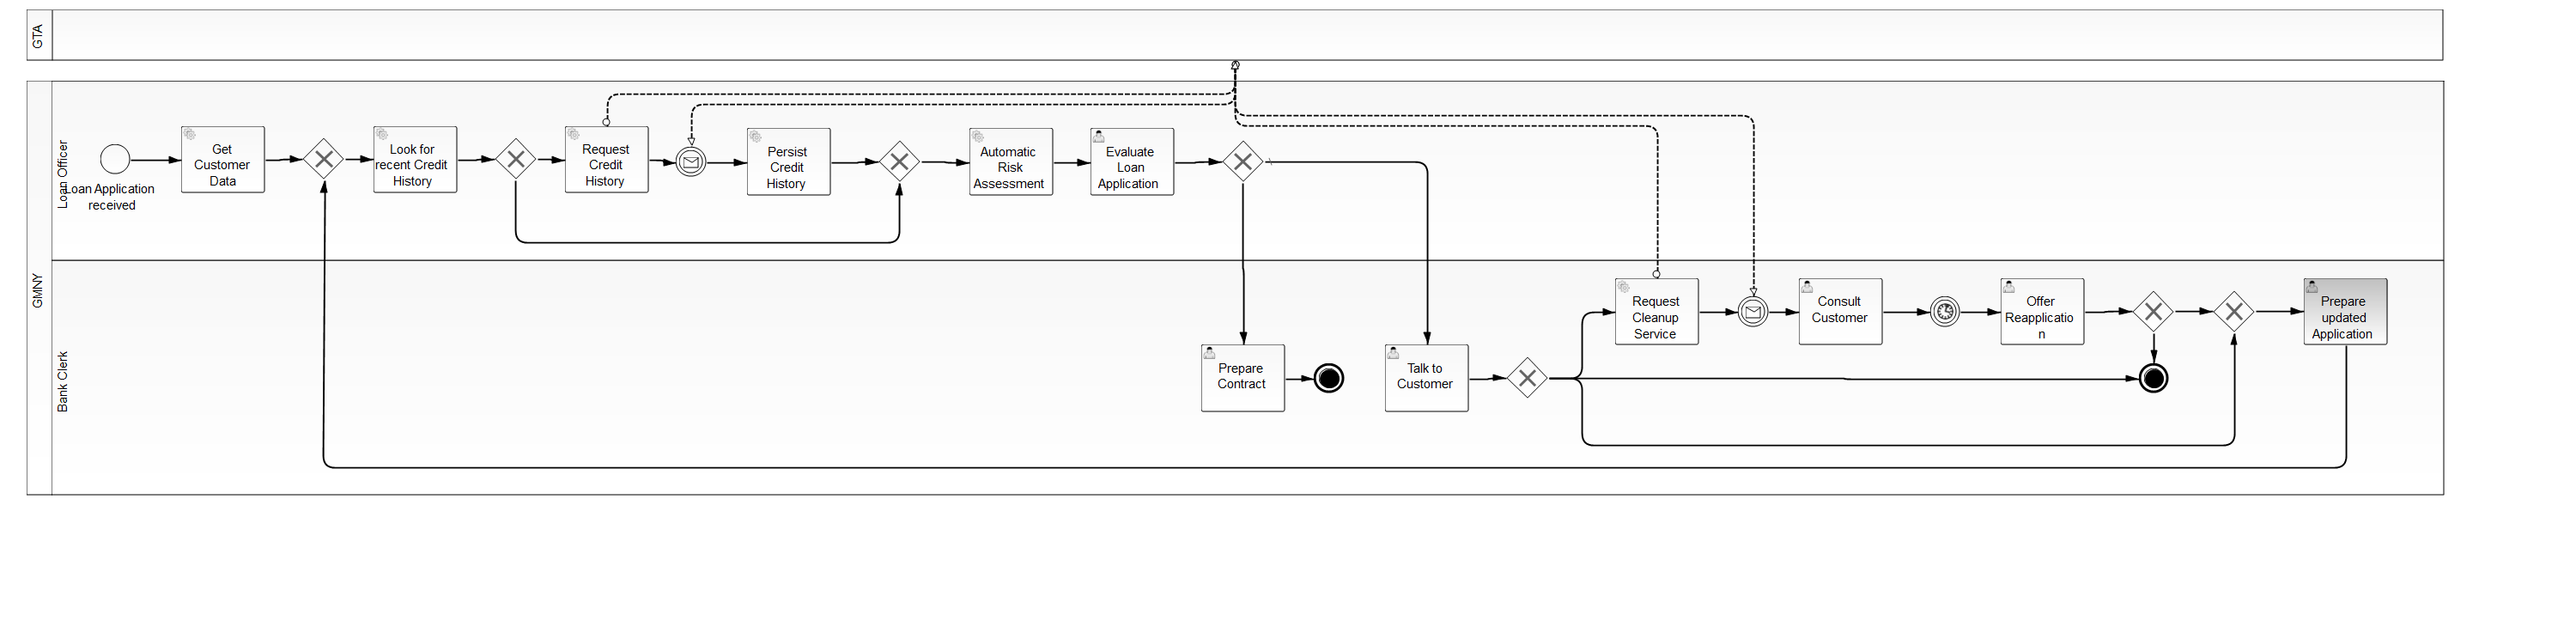 GTA
GMNY
Loan Officer
Loan Application
received
Get
Customer
Data
Look for
recent Credit
History
Request
Credit
History
Persist
Credit
History
Automatic
Risk
Assessment
Evaluate
Loan
Application
Bank Clerk
Prepare
Contract
Talk to
Customer
Request
Cleanup
Service
Consult
Customer
Offer
Reapplicatio
n
Prepare
updated
Application